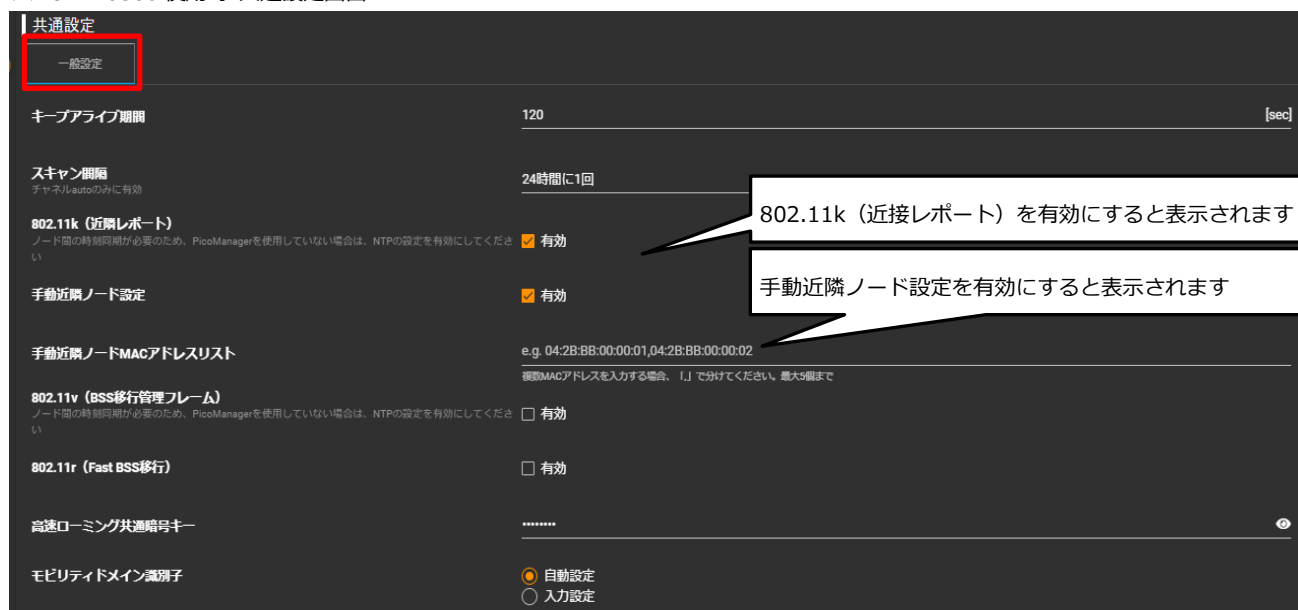 共通設定
一般設定
キープアライブ期間
120
[sec]
スキャン間隔
チャネルautoのみに有効
24時間に1回
802.11k（近接レポート）を有効にすると表示されます
802.11k（近隣レポート）
ノード間の時刻同期が必要のため、PicoManagerを使用していない場合は、NTPの設定を有効にしてくださ
い
有効
手動近隣ノード設定を有効にすると表示されます
手動近隣ノード設定
有効
手動近隣ノードMACアドレスリスト
e.g. 04:2B:BB:00:00:01,04:2B:BB:00:00:02
複数MACアドレスを入力する場合、「,」で分けてください。最大5個まで
802.11v（BSS移行管理フレーム）
ノード間の時刻同期が必要のため、PicoManagerを使用していない場合は、NTPの設定を有効にしてくださ
い
有効
802.11r（Fast BSS移行）
有効
高速ローミング共通暗号キー
••••••••
モビリティドメイン識別子
自動設定
入力設定